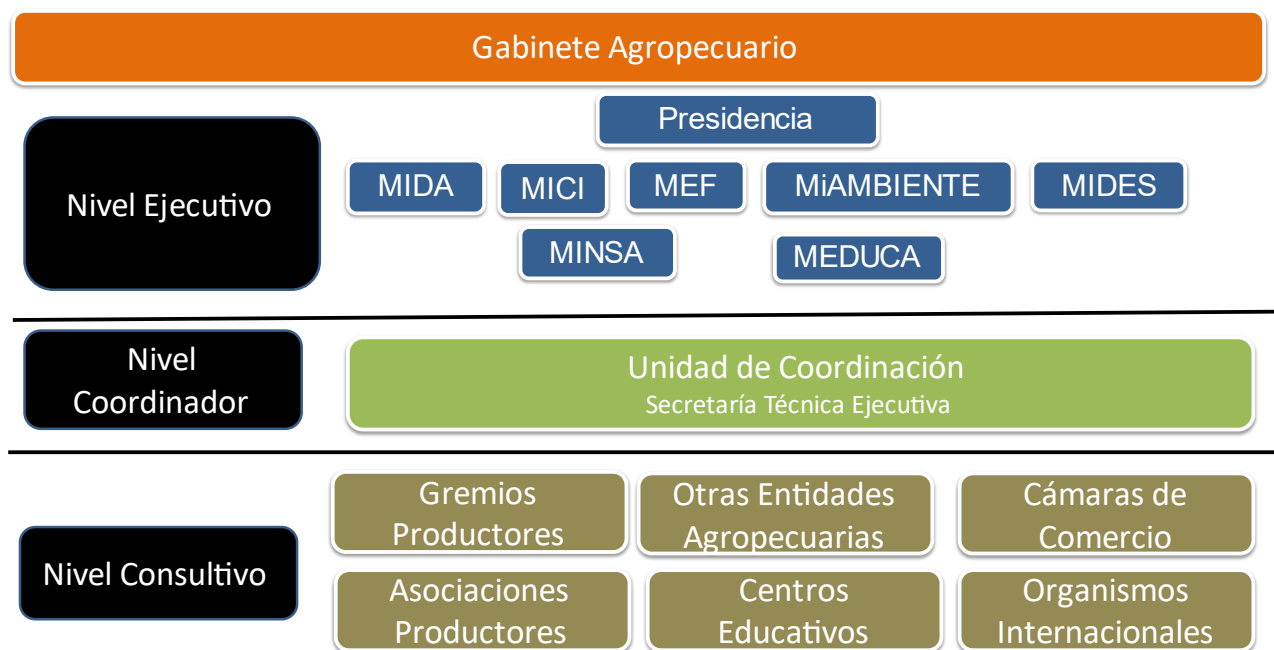 Gabinete Agropecuario
Presidencia
Nivel Ejecutivo
MIDA
MICI
MEF
MiAMBIENTE
MIDES
MINSA
MEDUCA
Nivel
Coordinador
Unidad de Coordinación
Secretaría Técnica Ejecutiva
Nivel Consultivo
Gremios
Productores
Otras Entidades
Agropecuarias
Cámaras de
Comercio
Asociaciones
Productores
Centros
Educativos
Organismos
Internacionales